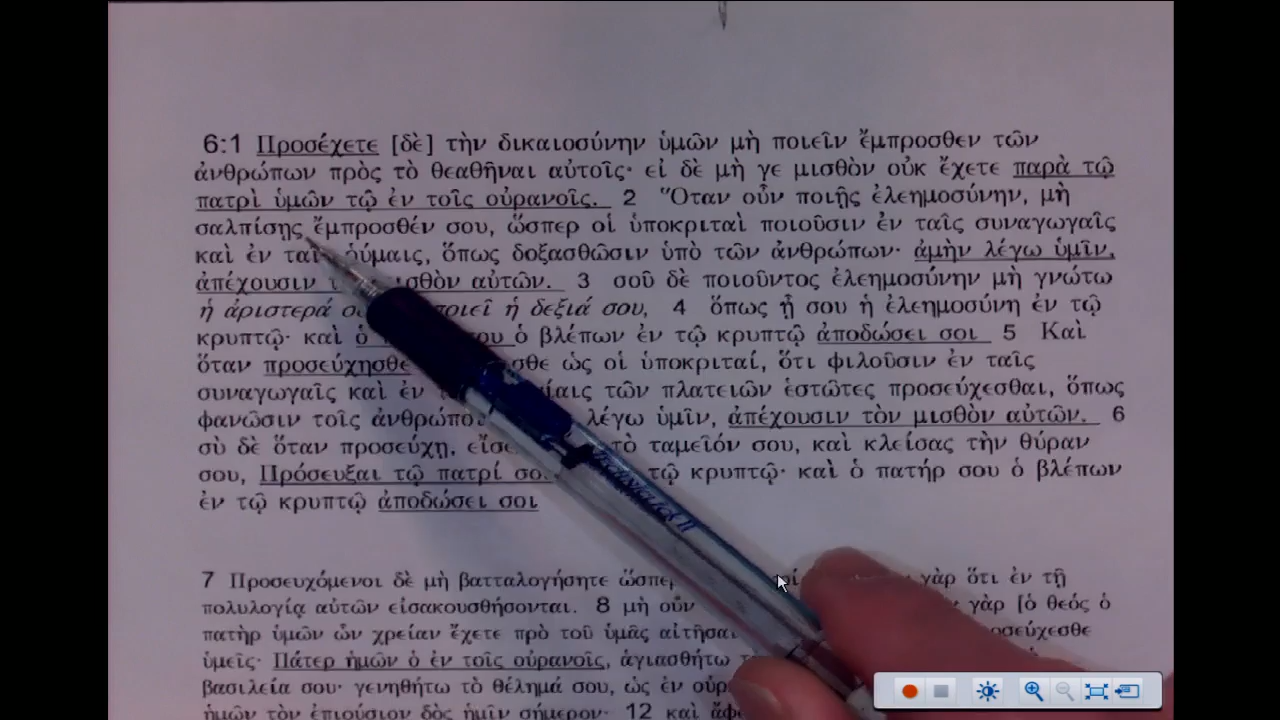 6:1 Προσέχετε [δὲ] τὴν δικαιοσύνην ὑμῶν μὴ ποιεῖν ἔμπροσθεν τῶν
ἀνθρώπων πρὸς τὸ θεαθῆναι αὐτοῖς· εἰ δὲ μή γε μισθὸν οὐκ ἔχετε παρὰ τῷ
πατρὶ ὑμῶν τῷ ἐν τοῖς οὐρανοῖς. 2 Ὅταν οὖν ποιῇς ἐλεημοσύνην, μὴ
σαλπίσῃς ἔμπροσθέν σου, ὥσπερ οἱ ὑποκριταὶ ποιοῦσιν ἐν ταῖς συναγωγαῖς
καὶ ἐν ῥύμαις, ὅπως δοξασθῶσιν ὑπὸ τῶν ἀνθρώπων· ἀμὴν λέγω ὑμῖν,
ἀπέχουσιν αὐτῶν. 3 σοῦ δὲ ποιοῦντος ἐλεημοσύνην μὴ γνώτω
ἡ ἀριστερά ποιεῖ ἡ δεξιά σου, 4 ὅπως ᾖ σου ἡ ἐλεημοσύνη ἐν τῷ
κρυπτῷ· καὶ ὁ ὁ βλέπων ἐν τῷ κρυπτῷ ἀποδώσει σοι 5 Καὶ
ὅταν προσεύχησθε ὡς οἱ ὑποκριταί, ὅτι φιλοῦσιν ἐν ταῖς
συναγωγαῖς καὶ ἐν τῶν πλατειῶν ἑστῶτες προσεύχεσθαι, ὅπως
φανῶσιν τοῖς λέγω ὑμῖν, ἀπέχουσιν τὸν μισθὸν αὐτῶν. 6
σὺ δὲ ὅταν προσεύχῃ, τὸ ταμεῖόν σου, καὶ κλείσας τὴν θύραν
σου, Πρόσευξαι τῷ πατρί τῷ κρυπτῷ· καὶ ὁ πατήρ σου ὁ βλέπων
ἐν τῷ κρυπτῷ ἀποδώσει σοι
7 Προσευχόμενοι δὲ μὴ βατταλογήσητε γὰρ ὅτι ἐν τῇ
πολυλογίᾳ αὐτῶν εἰσακουσθήσονται. 8 μὴ οὖν γὰρ [ὁ θεός ὁ
πατὴρ ὑμῶν ὧν χρείαν ἔχετε πρὸ τοῦ ὑμᾶς
ὑμεῖς· Πάτερ ἡμῶν ὁ ἐν τοῖς οὐρανοῖς, ἁγιασθήτω
βασιλεία σου· γενηθήτω τὸ θέλημά σου, ὡς ἐν
ἡμῶν τὸν ἐπιούσιον δὸς ἡμῖν σήμερον· 12 καὶ